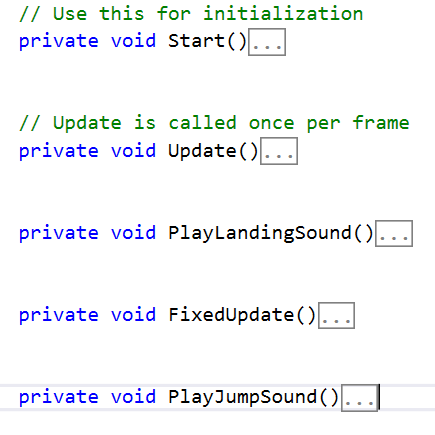 // Use this for initialization
private void Start()...
// Update is called once per frame
private void Update()...
private void PlayLandingSound()...
private void FixedUpdate()...
private void PlayJumpSound()...